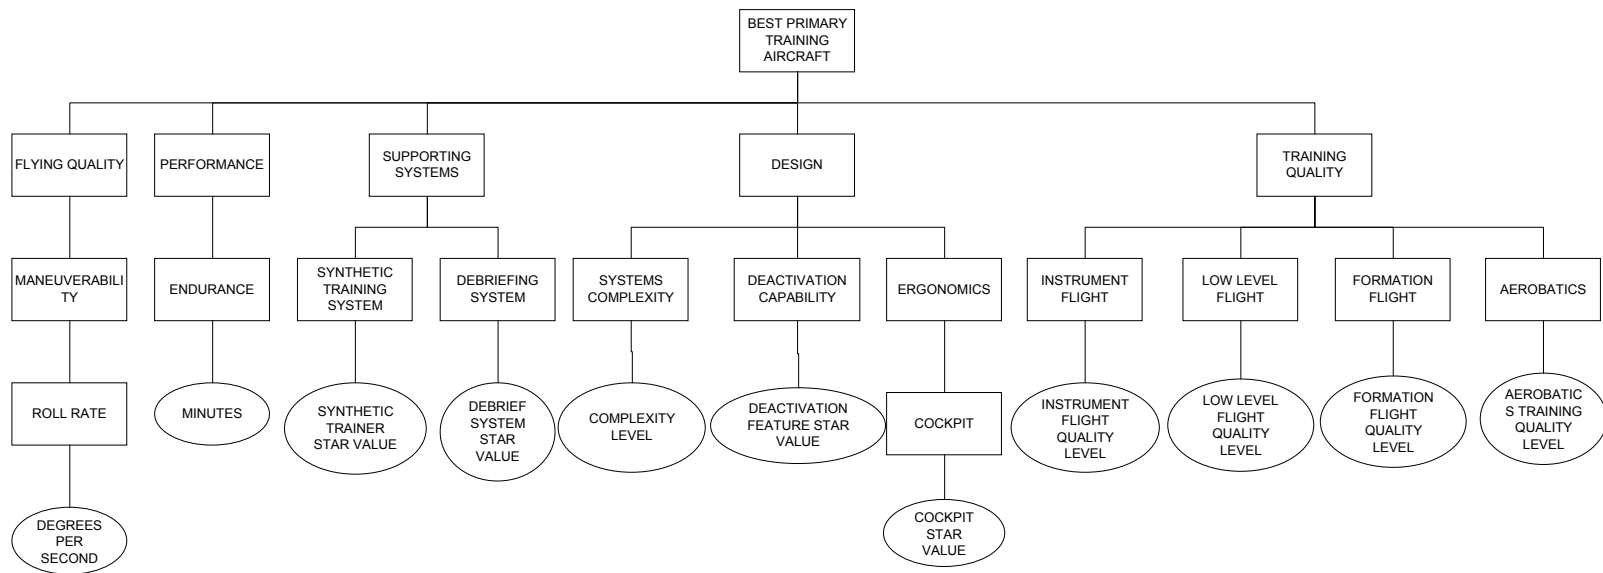 BEST PRIMARY
TRAINING
AIRCRAFT
FLYING QUALITY
PERFORMANCE
SUPPORTING
SYSTEMS
DESIGN
TRAINING
QUALITY
MANEUVERABILI
TY
ENDURANCE
SYNTHETIC
TRAINING
SYSTEM
DEBRIEFING
SYSTEM
SYSTEMS
COMPLEXITY
DEACTIVATION
CAPABILITY
ERGONOMICS
INSTRUMENT
FLIGHT
LOW LEVEL
FLIGHT
FORMATION
FLIGHT
AEROBATICS
ROLL RATE
MINUTES
SYNTHETIC
TRAINER
STAR VALUE
DEBRIEF
SYSTEM
STAR
VALUE
COMPLEXITY
LEVEL
DEACTIVATION
FEATURE STAR
VALUE
COCKPIT
INSTRUMENT
FLIGHT
QUALITY
LEVEL
LOW LEVEL
FLIGHT
QUALITY
LEVEL
FORMATION
FLIGHT
QUALITY
LEVEL
AEROBATIC
S TRAINING
QUALITY
LEVEL
DEGREES
PER
SECOND
COCKPIT
STAR
VALUE